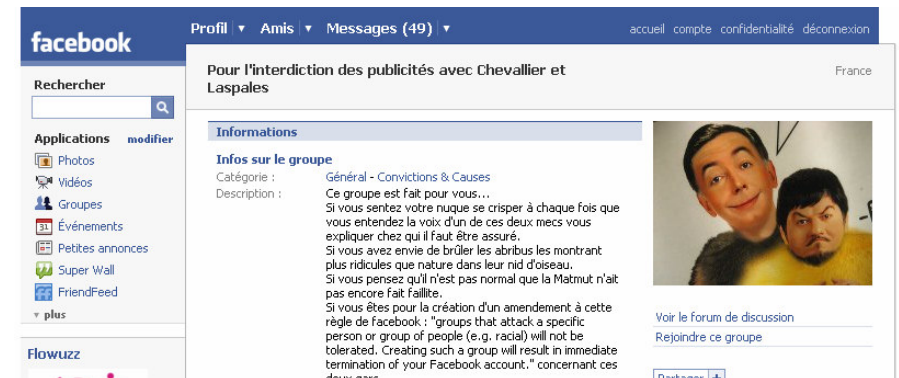 facebook
Profil Amis Messages (49)
accueil compte confidentialité déconnexion
Rechercher
Applications modifier
Photos
Vidéos
Groupes
31 Événements
Petites annonces
Super Wall
FF FriendFeed
plus
Flowuzz
Pour l'interdiction des publicités avec Chevallier et
Laspales
France
Informations
Infos sur le groupe
Catégorie : Général - Convictions & Causes
Description : Ce groupe est fait pour vous...
Si vous sentez votre nuque se crisper à chaque fois que
vous entendez la voix d'un de ces deux mecs vous
expliquer chez qui il faut être assuré.
Si vous avez envie de brûler les abribus les montrant
plus ridicules que nature dans leur nid d'oiseau.
Si vous pensez qu'il n'est pas normal que la Matmut n'ait
pas encore fait faillite.
Si vous êtes pour la création d'un amendement à cette
règle de facebook : "groups that attack a specific
person or group of people (e.g. racial) will not be
tolerated. Creating such a group will result in immediate
termination of your Facebook account." concernant ces
deux gars
Voir le forum de discussion
Rejoindre ce groupe
Partager +